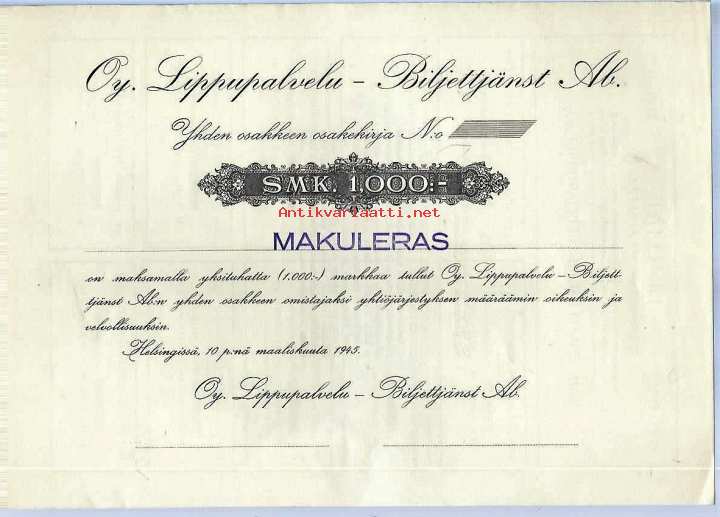 Oy. Lippupalvelu – Biljettjänst Ab.
Yhden osakkeen osakekirja N:o
SMK. 1,000:-
Antikvariaatti.net
MAKULERAS
on maksamalla yksituhatta (1.000:-) markkaa tullut Oy. Lippupalvelu – Biljett-
tjänst Ab:n yhden osakkeen omistajaksi yhtiöjärjestyksen määräämin oikeuksin ja
velvollisuuksin.
Helsingissä, 10 p:nä maaliskuuta 1945.
Oy. Lippupalvelu – Biljettjänst Ab.